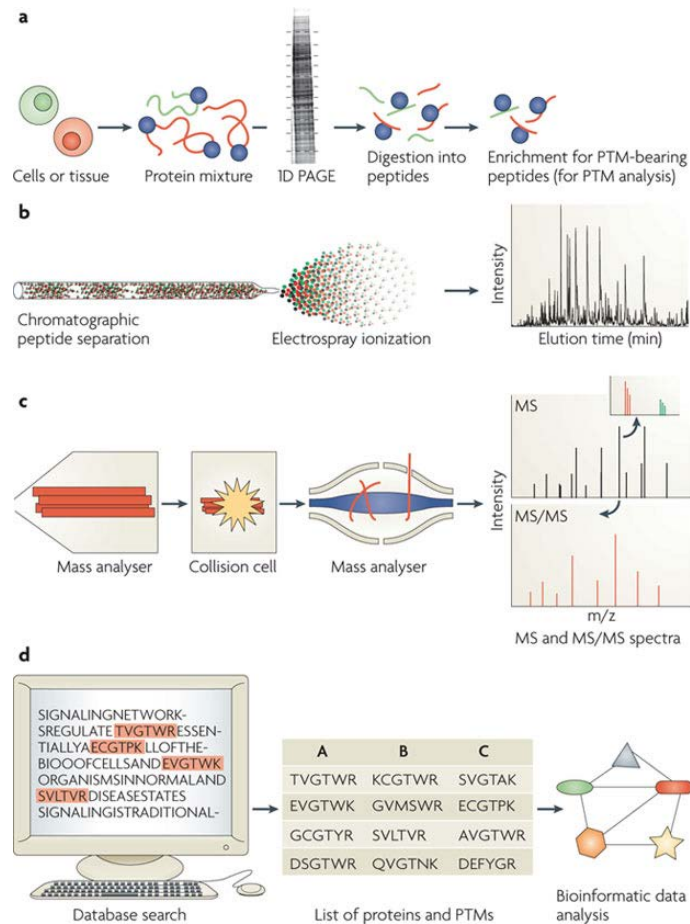 a
Cells or tissue
Protein mixture
1D PAGE
Digestion into
peptides
Enrichment for PTM-bearing
peptides (for PTM analysis)
b
Chromatographic
peptide separation
Electrospray ionization
Intensity
Elution time (min)
c
Mass analyser
Collision cell
Mass analyser
MS
MS/MS
Intensity
m/z
MS and MS/MS spectra
d
SIGNALINGNETWORK-
SREGULATETVGTWRESSEN-
TIALLYAECGTPKLLOFTHE-
BIOOOFCELLSANDEVGTWK
ORGANISMSINNORMALAND
SVLTVRDISEASESTATES
SIGNALINGISTRADITIONAL-
Database search
A B C
TVGTWR KCGTWR SVGTAK
EVGTWK GVMSWR ECGTPK
GCGTYR SVLTVR AVGTWR
DSGTWR QVGTNK DEFYGR
List of proteins and PTMs
Bioinformatic data
analysis